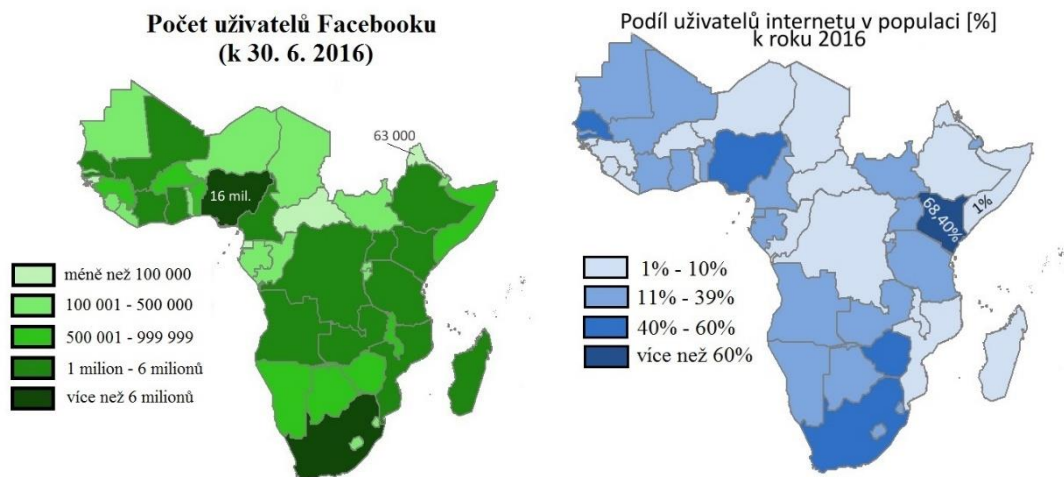 Počet uživatelů Facebooku
(k 30. 6. 2016)
63 000
16 mil.
méně než 100 000
100 001 - 500 000
500 001 - 999 999
1 milion - 6 milionů
více než 6 milionů
Podíl uživatelů internetu v populaci [%]
k roku 2016
68,40%
1%
1% - 10%
11% - 39%
40% - 60%
více než 60%